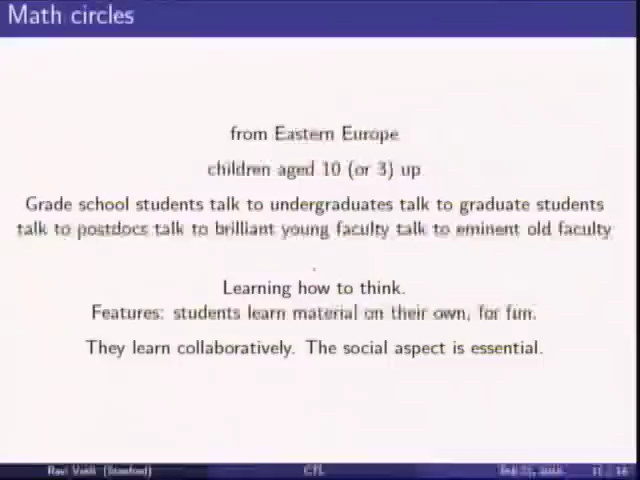 Math circles
from Eastern Europe
children aged 10 (or 3) up
Grade school students talk to undergraduates talk to graduate students
talk to postdocs talk to brilliant young faculty talk to eminent old faculty
.
Learning how to think.
Features: students learn material on their own, for fun.
They learn collaboratively. The social aspect is essential.
Ravi Vakil (Stanford)
CTL